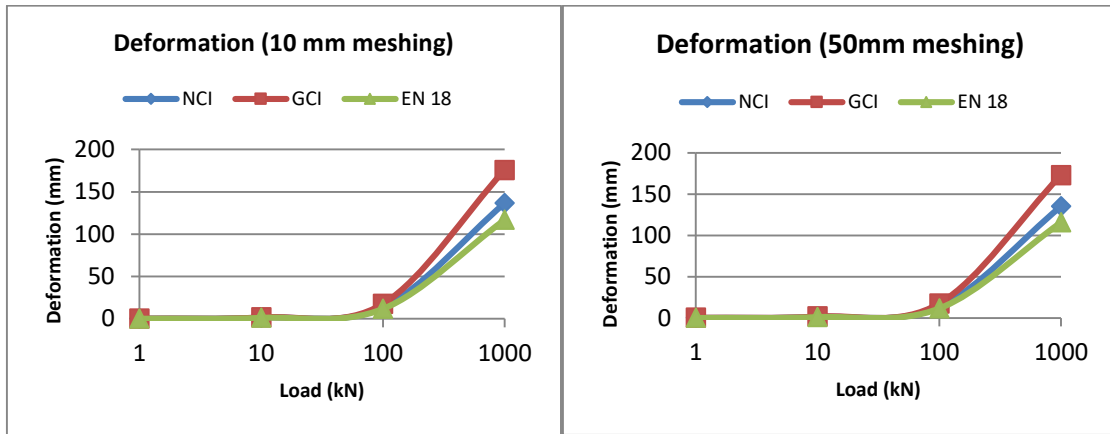 Deformation (10 mm meshing)
NCI GCI EN 18
Deformation (mm)
200
150
100
50
0
1 10 100 1000
Load (kN)
Deformation (50mm meshing)
NCI GCI EN 18
Deformation (mm)
200
150
100
50
0
1 10 100 1000
Load (kN)